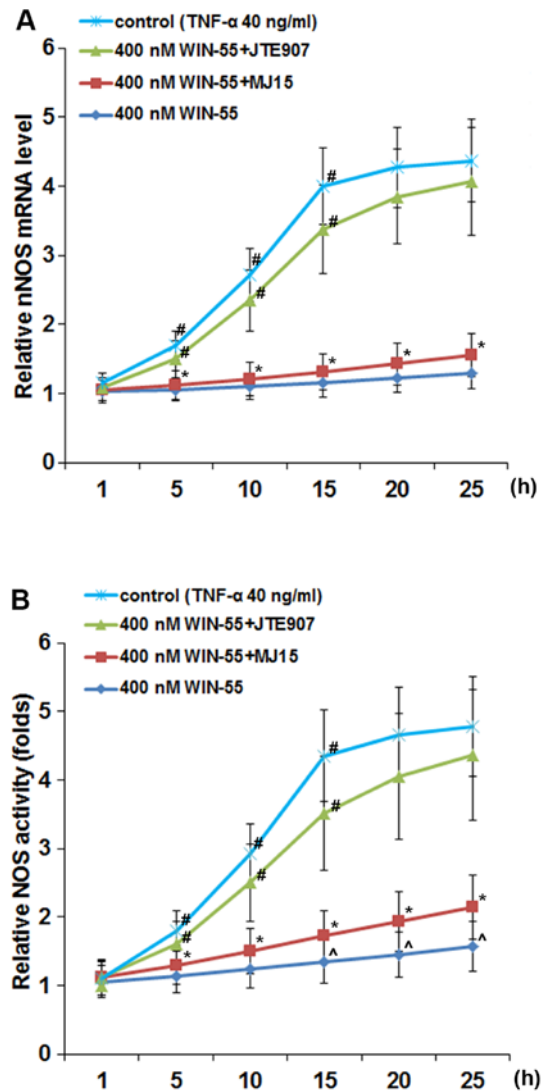 A
control (TNF-α 40 ng/ml)
400 nM WIN-55+JTE907
400 nM WIN-55+MJ15
400 nM WIN-55
Relative nNOS mRNA level
6
5
4
3
2
1
0
# # # #
# # #
* * * * *
1 5 10 15 20 25 (h)
B
control (TNF-α 40 ng/ml)
400 nM WIN-55+JTE907
400 nM WIN-55+MJ15
400 nM WIN-55
Relative NOS activity (folds)
6
5
4
3
2
1
0
# # # #
# #
* * * * *
^ ^ ^
1 5 10 15 20 25 (h)